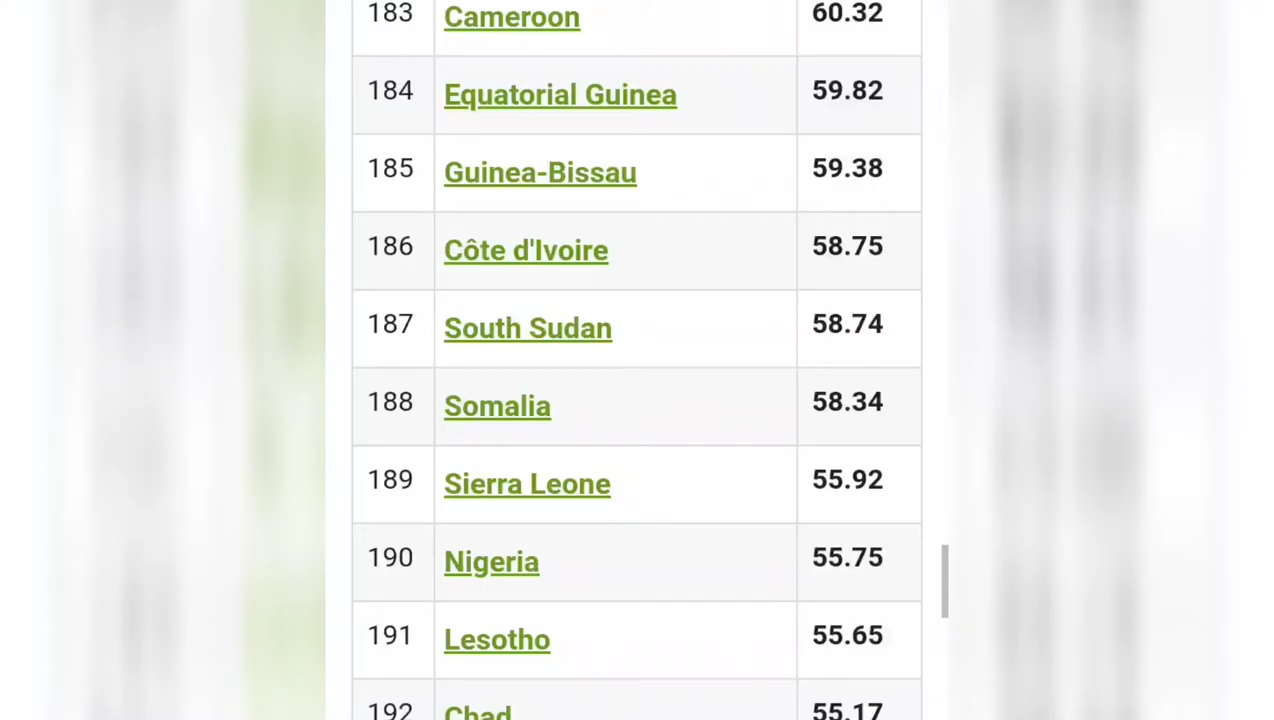 183 Cameroon 60.32
184 Equatorial Guinea 59.82
185 Guinea-Bissau 59.38
186 Côte d'Ivoire 58.75
187 South Sudan 58.74
188 Somalia 58.34
189 Sierra Leone 55.92
190 Nigeria 55.75
191 Lesotho 55.65
192 Chad 55.17